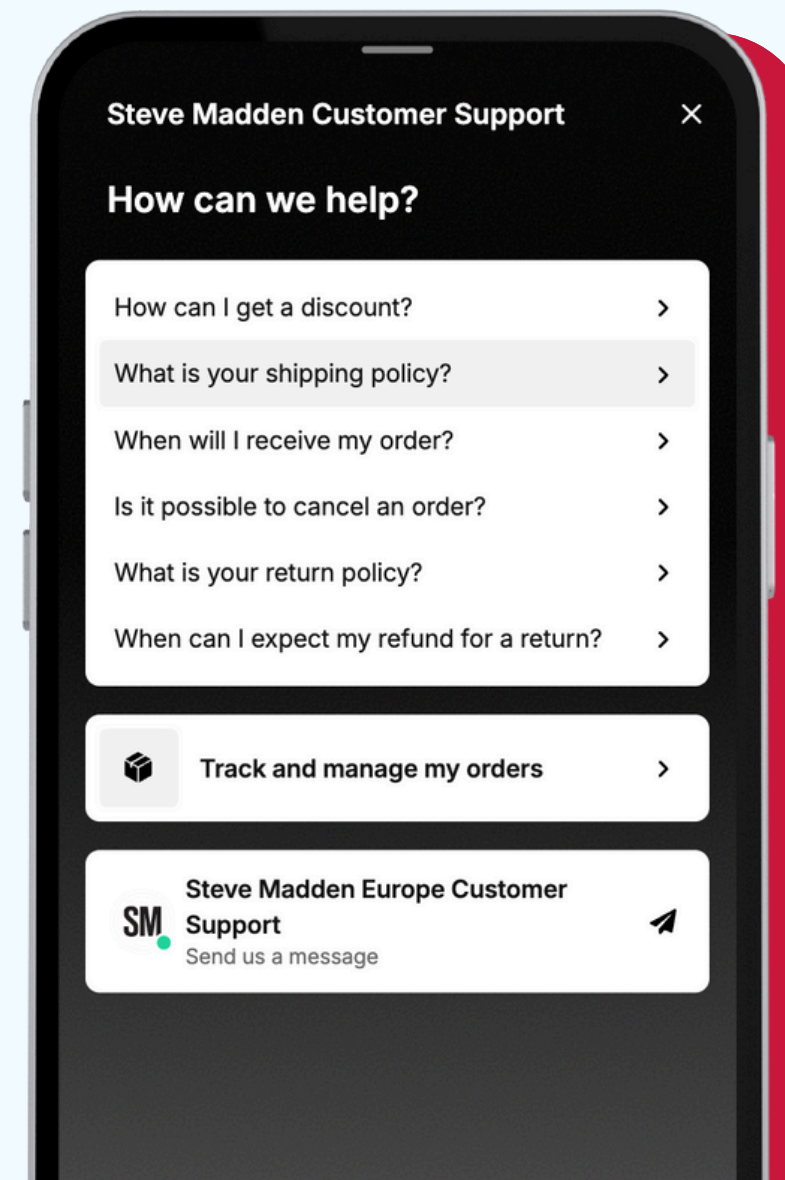 Steve Madden Customer Support
How can we help?
How can I get a discount?
What is your shipping policy?
When will I receive my order?
Is it possible to cancel an order?
What is your return policy?
When can I expect my refund for a return?
Track and manage my orders
SM
Steve Madden Europe Customer
Support
Send us a message